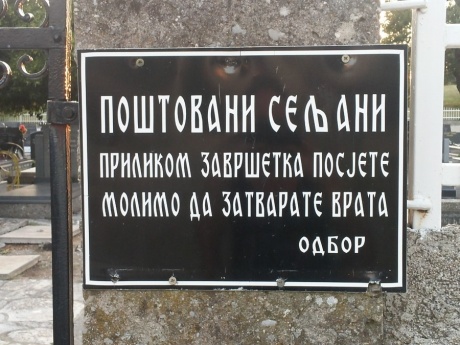 ПОШТОВАНИ СЕЉАНИ
ПРИЛИКОМ ЗАВРШЕТКА ПОСЈЕТЕ
МОЛИМО ДА ЗАТВАРАТЕ ВРАТА
ОДБОР